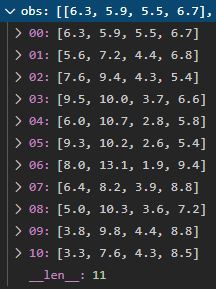 obs: [[6.3, 5.9, 5.5, 6.7],
00: [6.3, 5.9, 5.5, 6.7]
01: [5.6, 7.2, 4.4, 6.8]
02: [7.6, 9.4, 4.3, 5.4]
03: [9.5, 10.0, 3.7, 6.6]
04: [6.0, 10.7, 2.8, 5.8]
05: [9.3, 10.2, 2.6, 5.4]
06: [8.0, 13.1, 1.9, 9.4]
07: [6.4, 8.2, 3.9, 8.8]
08: [5.0, 10.3, 3.6, 7.2]
09: [3.8, 9.8, 4.4, 8.8]
10: [3.3, 7.6, 4.3, 8.5]
__len__: 11